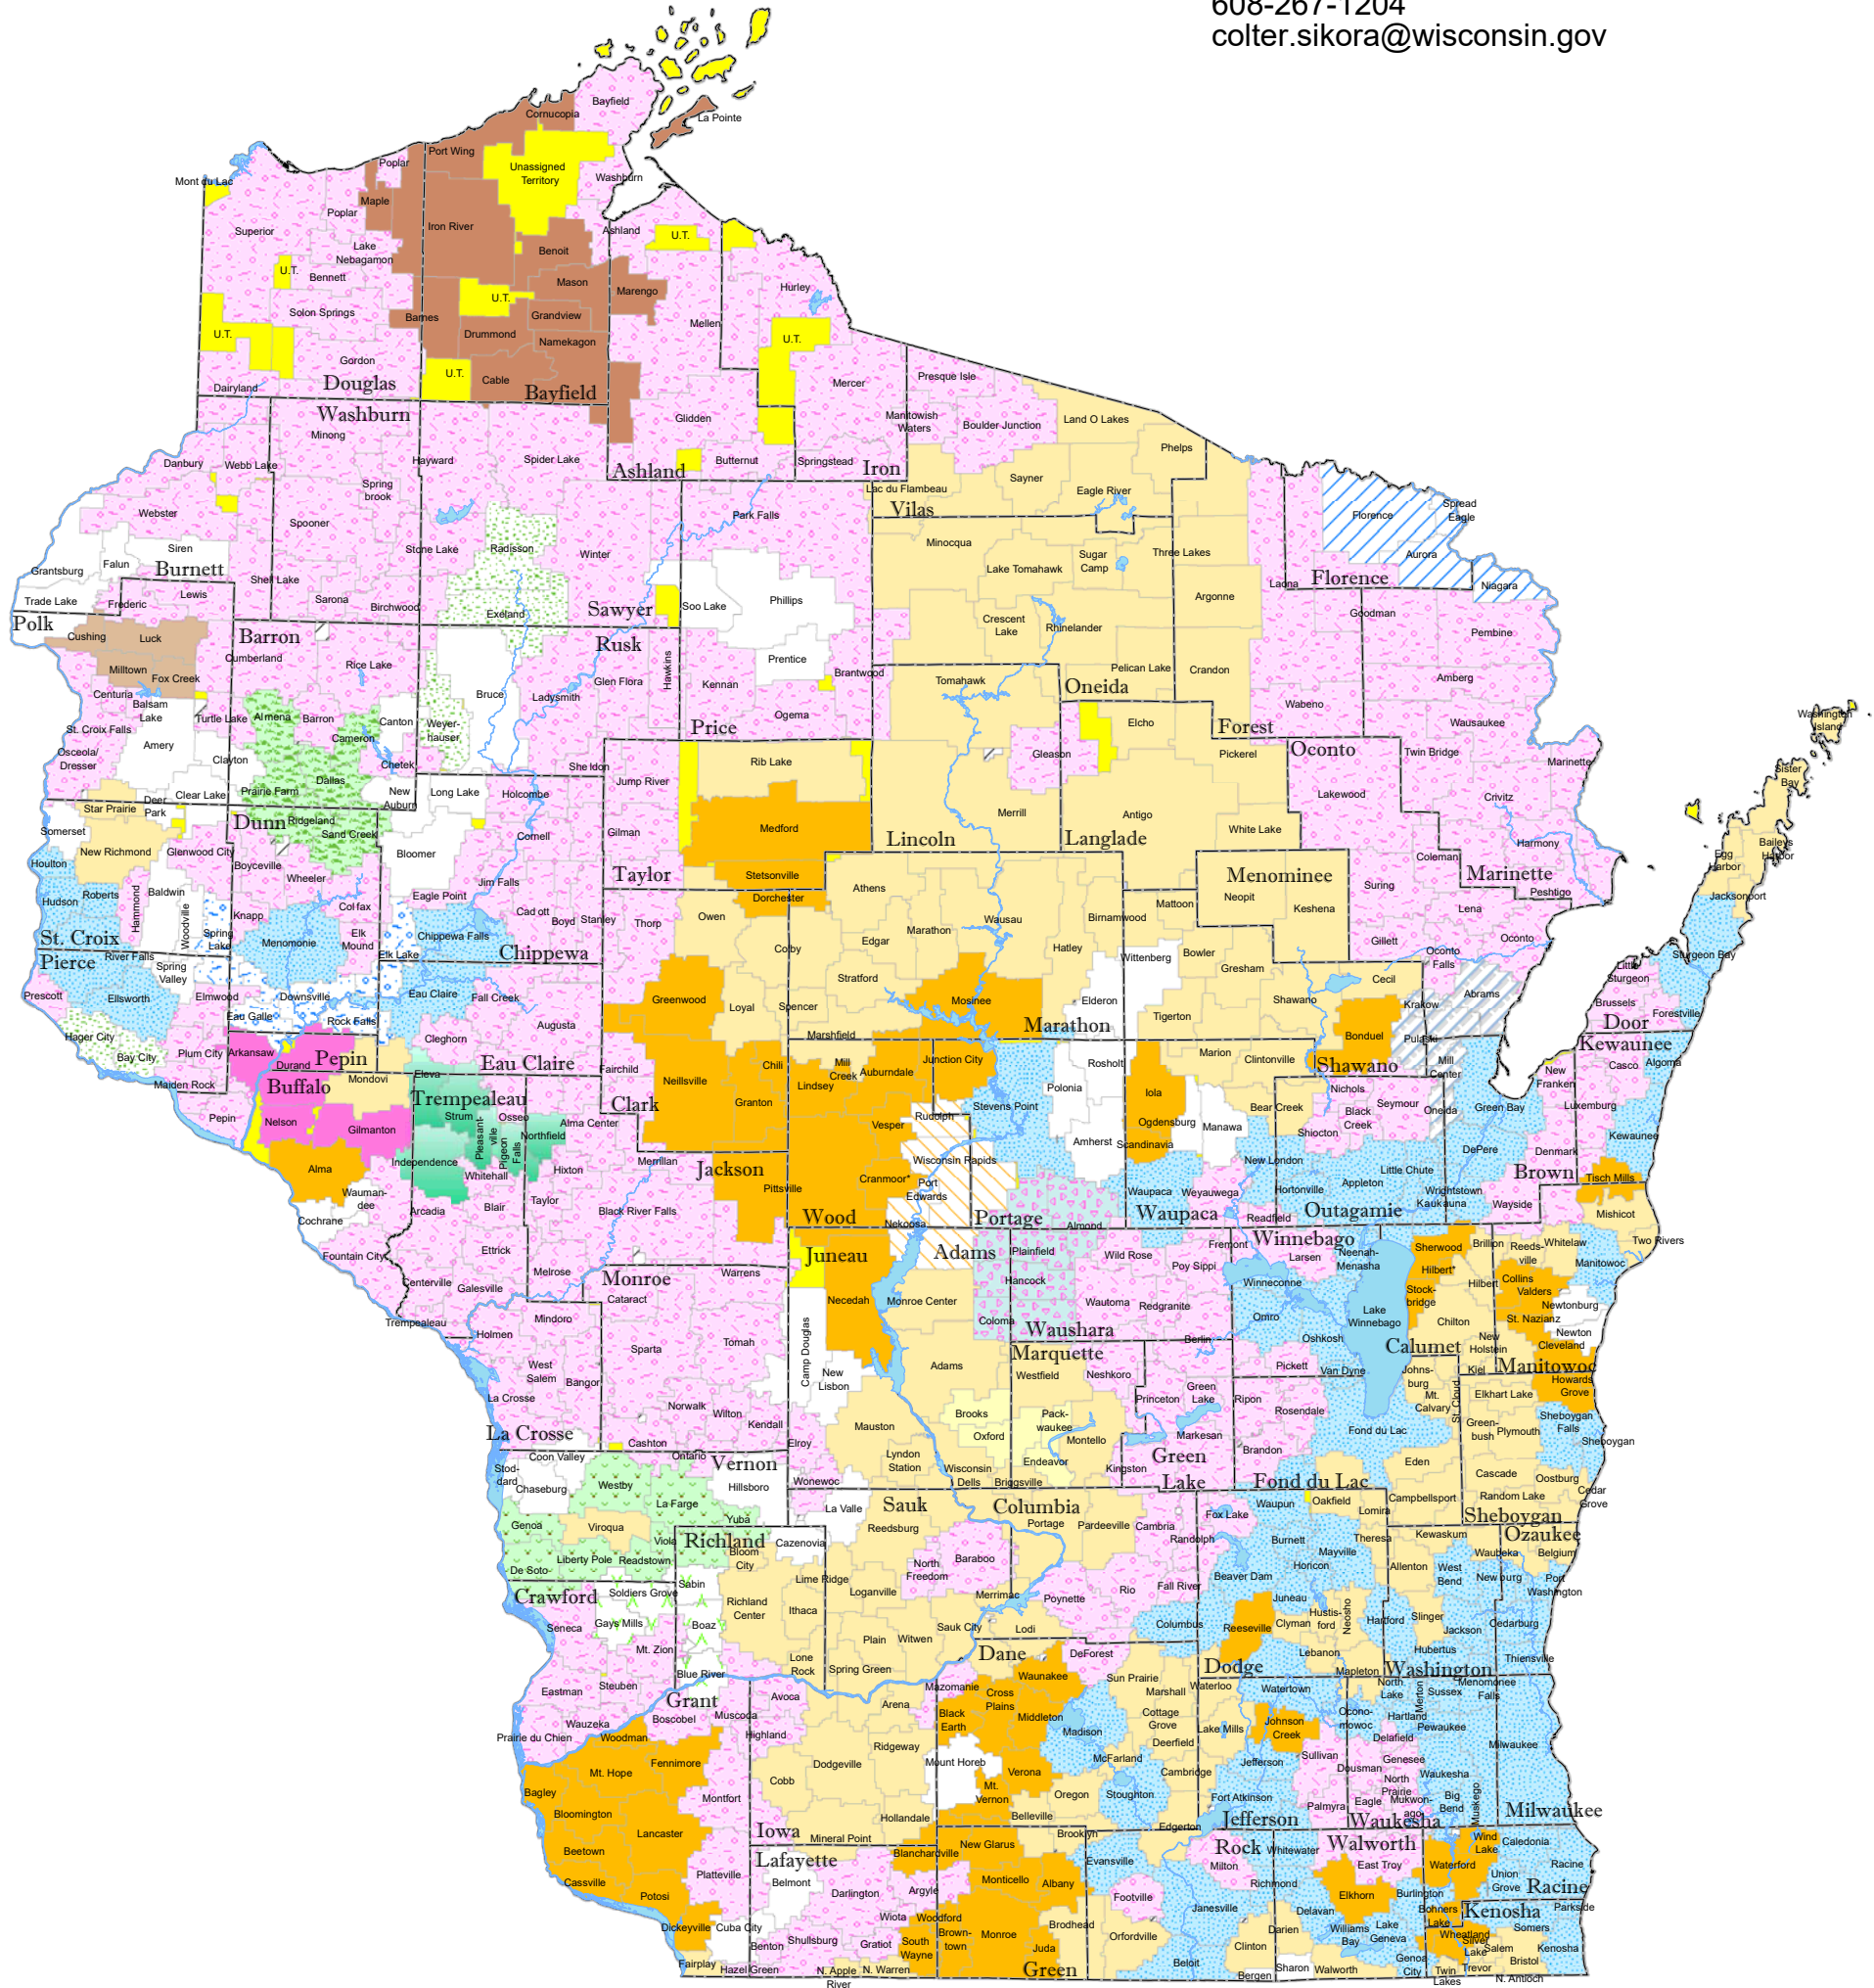 608-267-1204
colter.sikora@wisconsin.gov
Cornucopia
Bayfield
La Pointe
Port Wing
Poplar
Unassigned
Territory
Washburn
Mont du Lac
Maple
Poplar
Iron River
Superior
Ashland
U.T.
Lake
Nebagamon
Benoit
U.T.
Bennett
Mason
Marengo
Hurley
U.T.
Solon Springs
Barnes
Grandview
Mellen
U.T.
Drummond
Namekagon
U.T.
Gordon
U.T.
Cable
Mercer
Presque Isle
Dairyland
Douglas
Bayfield
Washburn
Glidden
Manitowish
Waters
Boulder Junction
Land O Lakes
Minong
Phelps
Danbury
Webb Lake
Hayward
Spider Lake
Ashland
Butternut
Springstead
Iron
Spring
brook
Sayner
Lac du Flambeau
Eagle River
Vilas
Webster
Spooner
Park Falls
Florence
Spread
Eagle
Siren
Stone Lake
Radisson
Winter
Minocqua
Sugar
Camp
Three Lakes
Aurora
Grantsburg
Falun
Burnett
Shell Lake
Lake Tomahawk
Laona
Florence
Niagara
Trade Lake
Frederic
Lewis
Sarona
Birchwood
Exeland
Sawyer
Soo Lake
Phillips
Argonne
Goodman
Polk
Cushing
Luck
Barron
Rusk
Crescent
Lake
Rhinelander
Pembine
Milltown
Fox Creek
Cumberland
Rice Lake
Hawkins
Prentice
Brantwood
Pelican Lake
Crandon
Centuria
Balsam
Lake
Bruce
Ladysmith
Glen Flora
Kennan
Tomahawk
Oneida
Amberg
St. Croix Falls
Turtle Lake
Almena
Barron
Canton
Weyer-
hauser
Ogema
Wabeno
Osceola/
Dresser
Amery
Cameron
Price
Elcho
Forest
Wausaukee
Washington
Island
Clayton
Chetek
Sheldon
Gleason
Pickerel
Oconto
Twin Bridge
Marinette
Dallas
Jump River
Rib Lake
Sister
Bay
Star Prairie
Deer
Park
Clear Lake
Prairie Farm
New
Auburn
Long Lake
Holcombe
Lakewood
Crivitz
Somerset
Dunn
Ridgeland
Sand Creek
Cornell
Gilman
Medford
Lincoln
Merrill
Langlade
Antigo
White Lake
Harmony
Baileys
Harbor
New Richmond
Glenwood City
Boyceville
Bloomer
Coleman
Egg
Harbor
Houlton
Wheeler
Taylor
Stetsonville
Menominee
Marinette
Hudson
Roberts
Hammond
Baldwin
Woodville
Knapp
Colfax
Eagle Point
Jim Falls
Cadott
Boyd
Stanley
Thorp
Owen
Dorchester
Athens
Wausau
Birnamwood
Mattoon
Neopit
Keshena
Suring
Peshtigo
Jacksonport
St. Croix
Spring
Lake
Menomonie
Elk
Mound
Chippewa Falls
Chippewa
Colby
Edgar
Marathon
Hatley
Lena
Pierce
River Falls
Elk Lake
Wittenberg
Bowler
Gresham
Gillett
Oconto
Falls
Oconto
Sturgeon Bay
Prescott
Ellsworth
Spring
Valley
Elmwood
Downsville
Eau Claire
Fall Creek
Stratford
Cecil
Little
Sturgeon
Eau Galle
Rock Falls
Augusta
Greenwood
Loyal
Spencer
Mosinee
Elderon
Tigerton
Shawano
Krakow
Abrams
Brussels
Forestville
Hager City
Bay City
Plum City
Arkansaw
Durand
Pepin
Cleghorn
Eau Claire
Marshfield
Marathon
Bonduel
Pulaski
Door
Kewaunee
Maiden Rock
Buffalo
Mondovi
Eleva
Trempealeau
Fairchild
Neillsville
Chili
Mill
Creek
Lindsey
Auburndale
Junction City
Rosholt
Marion
Clintonville
Shawano
Mill
Center
New
Franken
Casco
Algoma
Pepin
Nelson
Gilmanton
Strum
Osseo
Alma Center
Clark
Granton
Polonia
Iola
Nichols
Seymour
Luxemburg
Alma
Independence
Pleasant-
ville
Pigeon
Falls
Northfield
Rudolph
Stevens Point
Ogdensburg
Scandinavia
Bear Creek
Black
Creek
Oneida
Green Bay
Kewaunee
Whitehall
Hixton
Merrillan
Jackson
Vesper
Wisconsin Rapids
Amherst
Manawa
Shiocton
DePere
Denmark
Wauman-
dee
Arcadia
Blair
Taylor
Black River Falls
Pittsville
Cranmoor*
Port
Edwards
New London
Little Chute
Appleton
Brown
Tisch Mills
Cochrane
Wood
Nekoosa
Portage
Almond
Waupaca
Weyauwega
Hortonville
Wrightstown
Kaukauna
Wayside
Mishicot
Fountain City
Ettrick
Melrose
Juneau
Adams
Plainfield
Waupaca
Readfield
Outagamie
Two Rivers
Centerville
Galesville
Monroe
Cataract
Warrens
Wild Rose
Poy Sippi
Fremont
Winnebago
Larsen
Neenah-
Menasha
Sherwood
Brillion
Reeds-
ville
Whitelaw
Manitowoc
Trempealeau
Mindoro
Necedah
Monroe Center
Hancock
Winneconne
Hilbert*
Hilbert
Collins
Valders
Holmen
Tomah
Coloma
Wautoma
Redgranite
Omro
Lake
Winnebago
Stock-
bridge
Newtonburg
West
Salem
Sparta
Camp Douglas
Waushara
Berlin
Oshkosh
Chilton
St. Nazianz
Newton
Bangor
New
Lisbon
Adams
Marquette
Westfield
Neshkoro
Pickett
Van Dyne
Calumet
New
Holstein
Cleveland
La Crosse
Norwalk
Wilton
Kendall
Brooks
Oxford
Pack-
waukee
Montello
Princeton
Green
Lake
Ripon
Rosendale
Johns-
burg
Kiel
Manitowoc
La Crosse
Cashton
Elroy
Mauston
Endeavor
Markesan
Mt.
Calvary
St. Cloud
Elkhart Lake
Howards
Grove
Coon Valley
Ontario
Vernon
Lyndon
Station
Wisconsin
Dells
Briggsville
Kingston
Green
Lake
Brandon
Fond du Lac
Green-
bush
Plymouth
Sheboygan
Falls
Sheboygan
Stod-
dard
Chaseburg
Westby
Hillsboro
Wonewoc
Eden
Cascade
Oostburg
La Farge
La Valle
Sauk
Columbia
Fond du Lac
Waupun
Oakfield
Campbellsport
Random Lake
Cedar
Grove
Genoa
Viroqua
Yuba
Reedsburg
Portage
Pardeeville
Cambria
Fox Lake
Lomira
Sheboygan
Viola
Richland
Bloom
City
Cazenovia
Randolph
Burnett
Theresa
Kewaskum
Ozaukee
De Soto
Liberty Pole
Readstown
North
Freedom
Baraboo
Mayville
Horicon
Allenton
Waubeka
Belgium
Crawford
Soldiers Grove
Sabin
Lime Ridge
Loganville
Merrimac
Rio
Fall River
Beaver Dam
West
Bend
Newburg
Port
Washington
Seneca
Gays Mills
Boaz
Richland
Center
Ithaca
Poynette
Columbus
Juneau
Hustis-
ford
Neosho
Hartford
Slinger
Cedarburg
Mt. Zion
Plain
Witwen
Sauk City
Lodi
Reeseville
Clyman
Jackson
Lone
Rock
Spring Green
Dane
DeForest
Lebanon
Hubertus
Thiensville
Steuben
Blue River
Waunakee
Sun Prairie
Dodge
Mapleton
Washington
Eastman
Grant
Avoca
Mazomanie
Cross
Plains
Marshall
Waterloo
Watertown
North
Lake
Merton
Sussex
Menomonee
Falls
Wauzeka
Boscobel
Muscoda
Arena
Black
Earth
Middleton
Cottage
Grove
Ocono-
mowoc
Hartland
Pewaukee
Prairie du Chien
Woodman
Highland
Madison
Lake Mills
Johnson
Creek
Delafield
Milwaukee
Fennimore
Ridgeway
Deerfield
Mt. Hope
Dodgeville
Mount Horeb
McFarland
Jefferson
Sullivan
Genesee
Bagley
Cobb
Verona
Cambridge
Dousman
Waukesha
Bloomington
Montfort
Mt.
Vernon
Oregon
Stoughton
Fort Atkinson
Palmyra
Eagle
North
Prairie
Mukwon-
ago
Big
Bend
Muskego
Lancaster
Hollandale
Belleville
Jefferson
Waukesha
Milwaukee
Beetown
Iowa
Mineral Point
New Glarus
Brooklyn
Edgerton
Rock
Whitewater
Walworth
Wind
Lake
Caledonia
Cassville
Platteville
Lafayette
Blanchardville
Evansville
Milton
East Troy
Waterford
Racine
Potosi
Belmont
Darlington
Argyle
Monticello
Albany
Footville
Richmond
Elkhorn
Burlington
Union
Grove
Racine
Dickeyville
Cuba City
Wiota
Woodford
Brown-
town
Monroe
Brodhead
Janesville
Delavan
Bohners
Lake
Kenosha
Parkside
Benton
Shullsburg
Gratiot
South
Wayne
Juda
Orfordville
Darien
Williams
Bay
Lake
Geneva
Wheatland
Silver
Lake
Somers
Fairplay
Hazel Green
N. Apple
River
N. Warren
Green
Beloit
Clinton
Bergen
Sharon
Walworth
Genoa
City
Twin
Lakes
Trevor
Salem
Bristol
Kenosha
N. Antioch